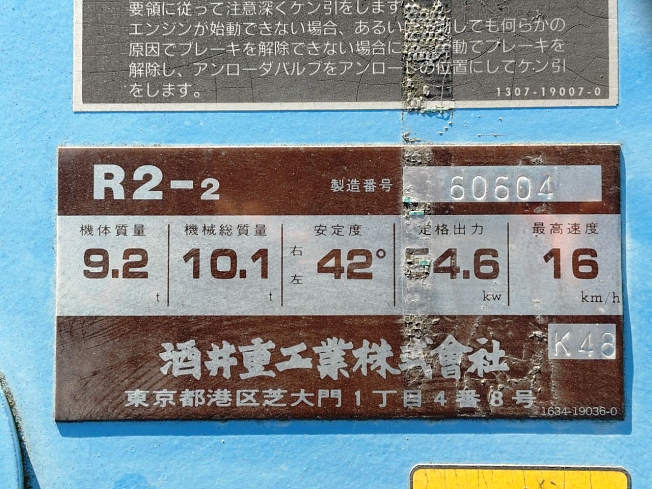 要領に従って注意深くケン引をします
エンジンが始動できない場合、あるい しても何らかの
原因でブレーキを解除できない場合に 動でブレーキを
解除し、アンローダバルブをアンロー の位置にしてケン引
をします。
1307-19007-0
R2-2 製造番号 60604
機体質量 機械総質量 安定度 定格出力 最高速度
9.2 t 10.1 t 右 左 42° 54.6 kw 16 km/h
酒井重工業株式會社 K48
東京都港区芝大門1丁目4番8号
1634-19036-0